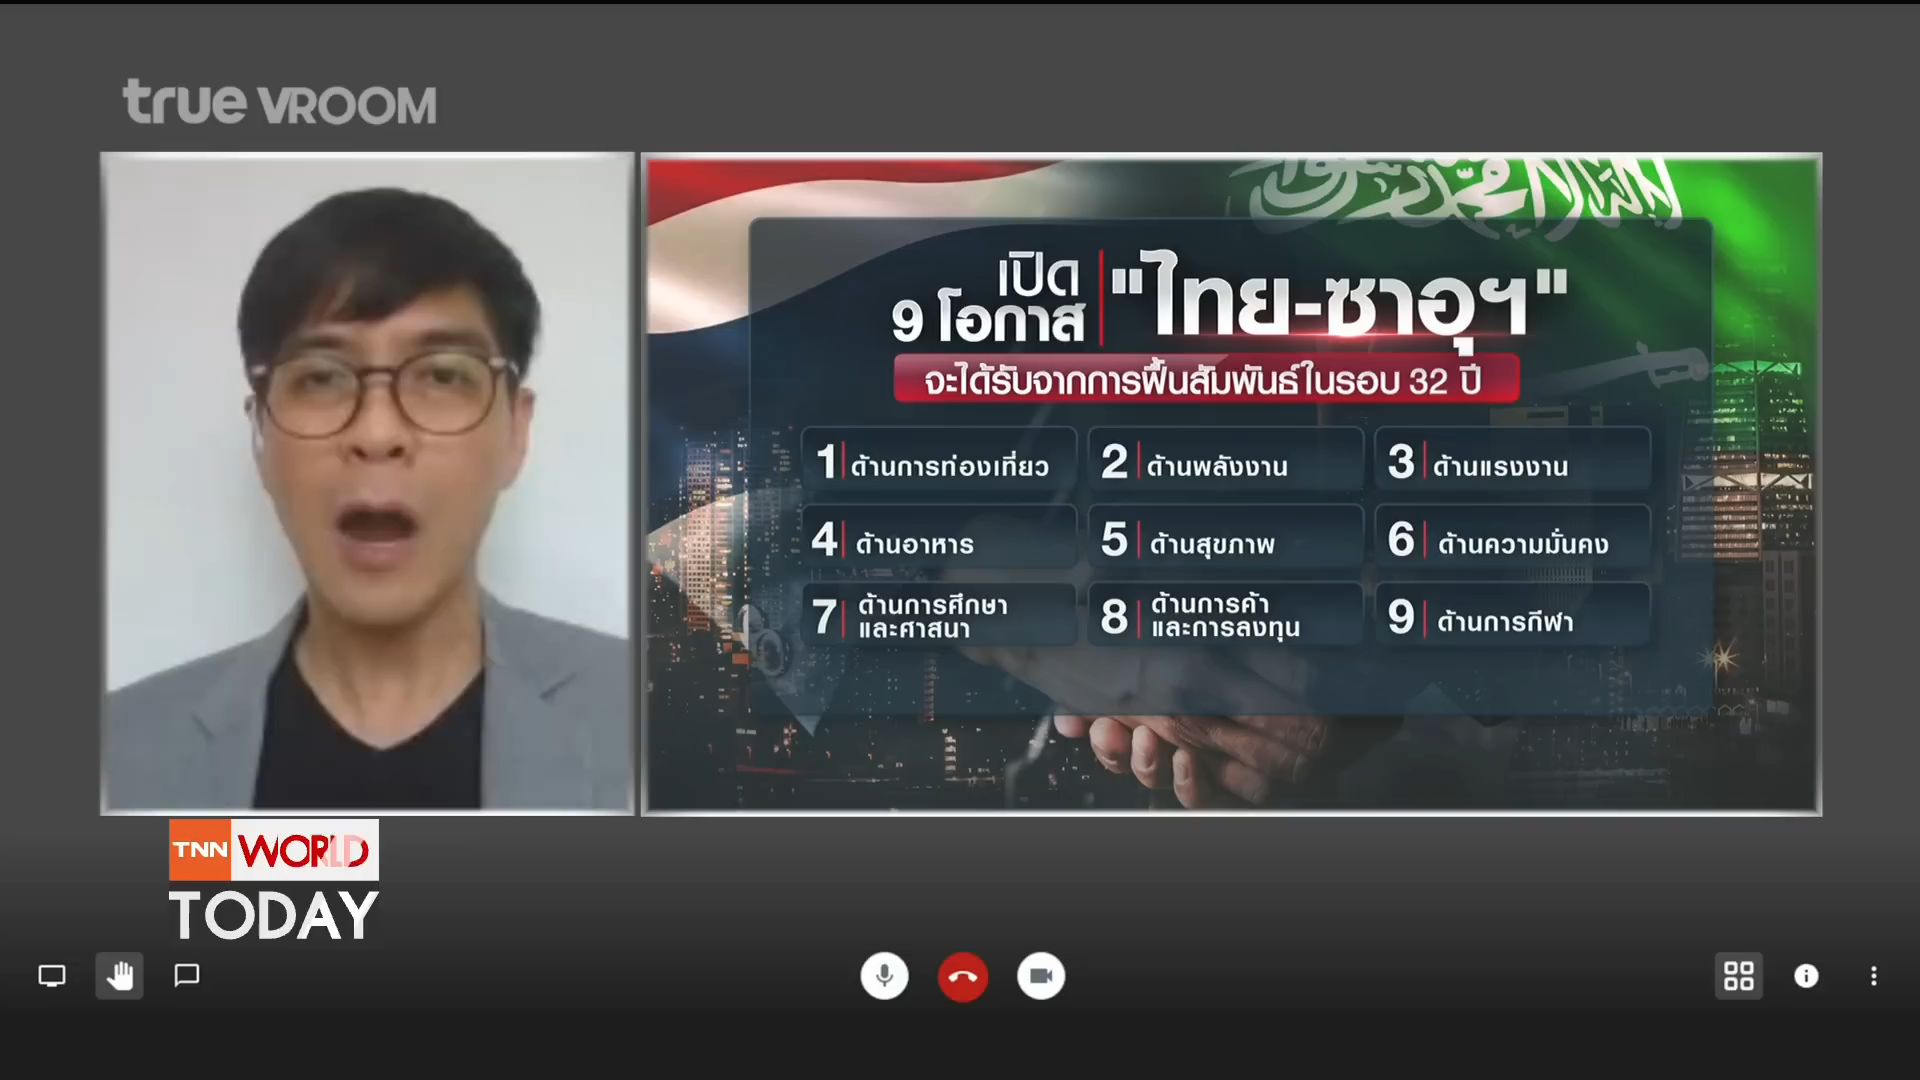 true VROOM
เปิด
9 โอกาส
"ไทย-ซาอุฯ"
จะได้รับจากการฟื้นสัมพันธ์ในรอบ 32 ปี
1 ด้านการท่องเที่ยว
2 ด้านพลังงาน
3 ด้านแรงงาน
4 ด้านอาหาร
5 ด้านสุขภาพ
6 ด้านความมั่นคง
7 ด้านการศึกษา
และศาสนา
8 ด้านการค้า
และการลงทุน
9 ด้านการกีฬา
TNN WORLD
TODAY